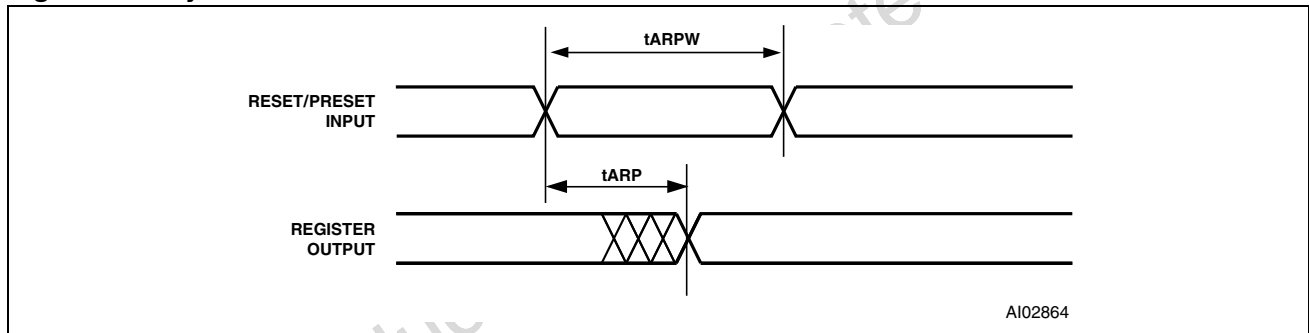 tARPW
RESET/PRESET
INPUT
tARP
REGISTER
OUTPUT
AI02864